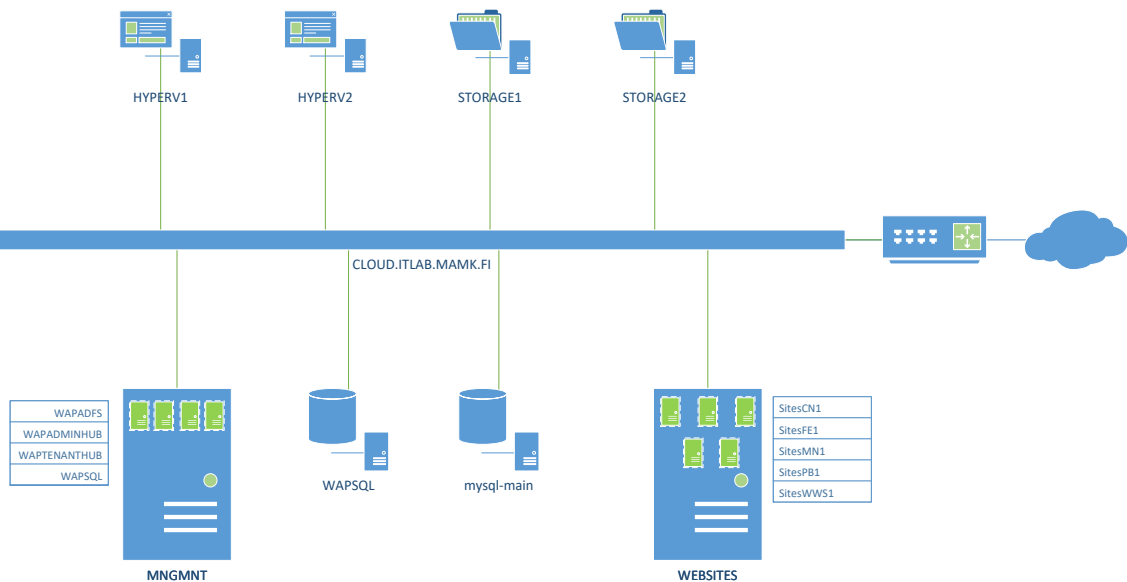 HYPERV1
HYPERV2
STORAGE1
STORAGE2
CLOUD.ITLAB.MAMK.FI
WAPADFS
WAPADMINHUB
WAPTENANTHUB
WAPSQL
MNGMNT
WAPSQL
mysql-main
SitesCN1
SitesFE1
SitesMN1
SitesPB1
SitesWWS1
WEBSITES